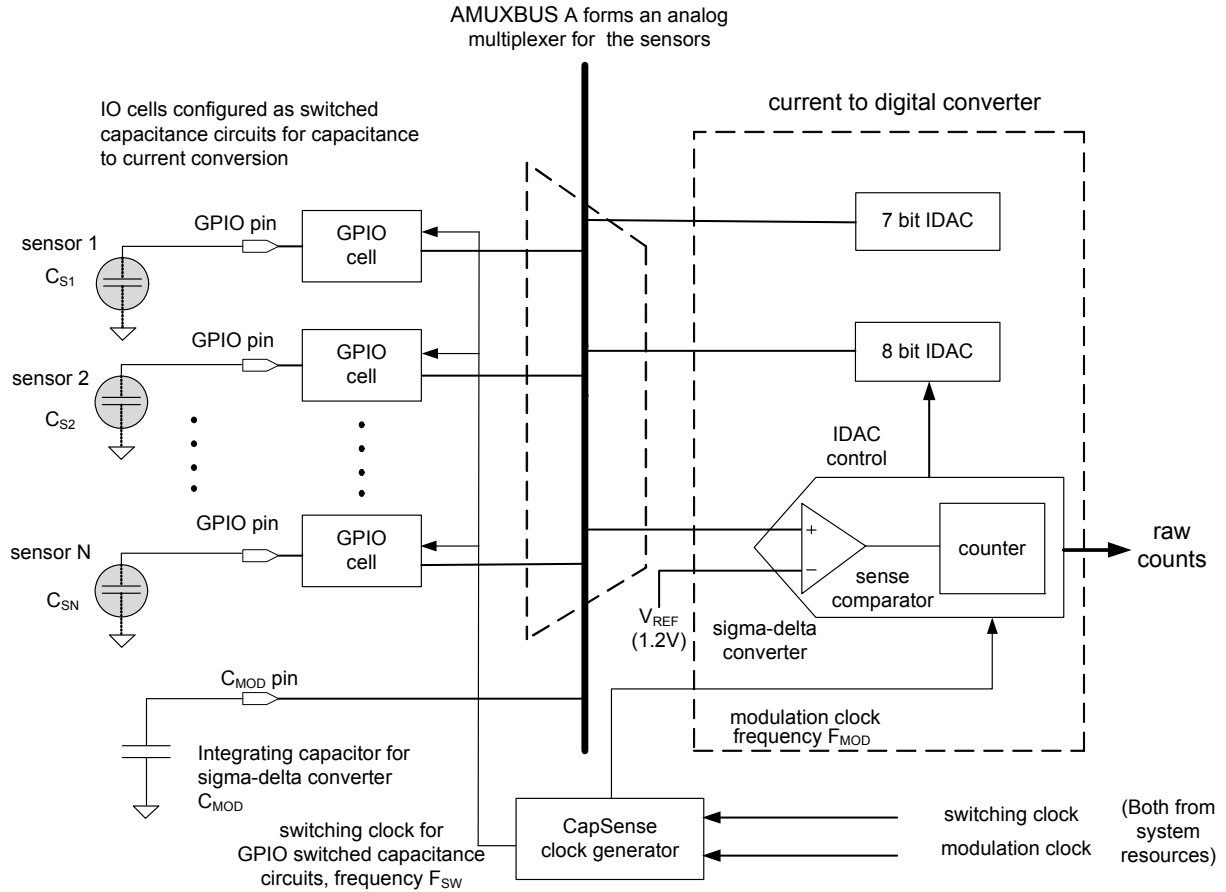 AMUXBUS A forms an analog
multiplexer for the sensors
IO cells configured as switched
capacitance circuits for capacitance
to current conversion
current to digital converter
GPIO pin
sensor 1
CS1
GPIO
cell
7 bit IDAC
GPIO pin
sensor 2
CS2
GPIO
cell
8 bit IDAC
IDAC
control
GPIO pin
sensor N
CSN
GPIO
cell
+
−
counter
sense
comparator
raw
counts
VREF
(1.2V)
sigma-delta
converter
CMOD pin
modulation clock
frequency FMOD
Integrating capacitor for
sigma-delta converter
CMOD
switching clock for
GPIO switched capacitance
circuits, frequency FSW
CapSense
clock generator
switching clock
modulation clock
(Both from
system
resources)